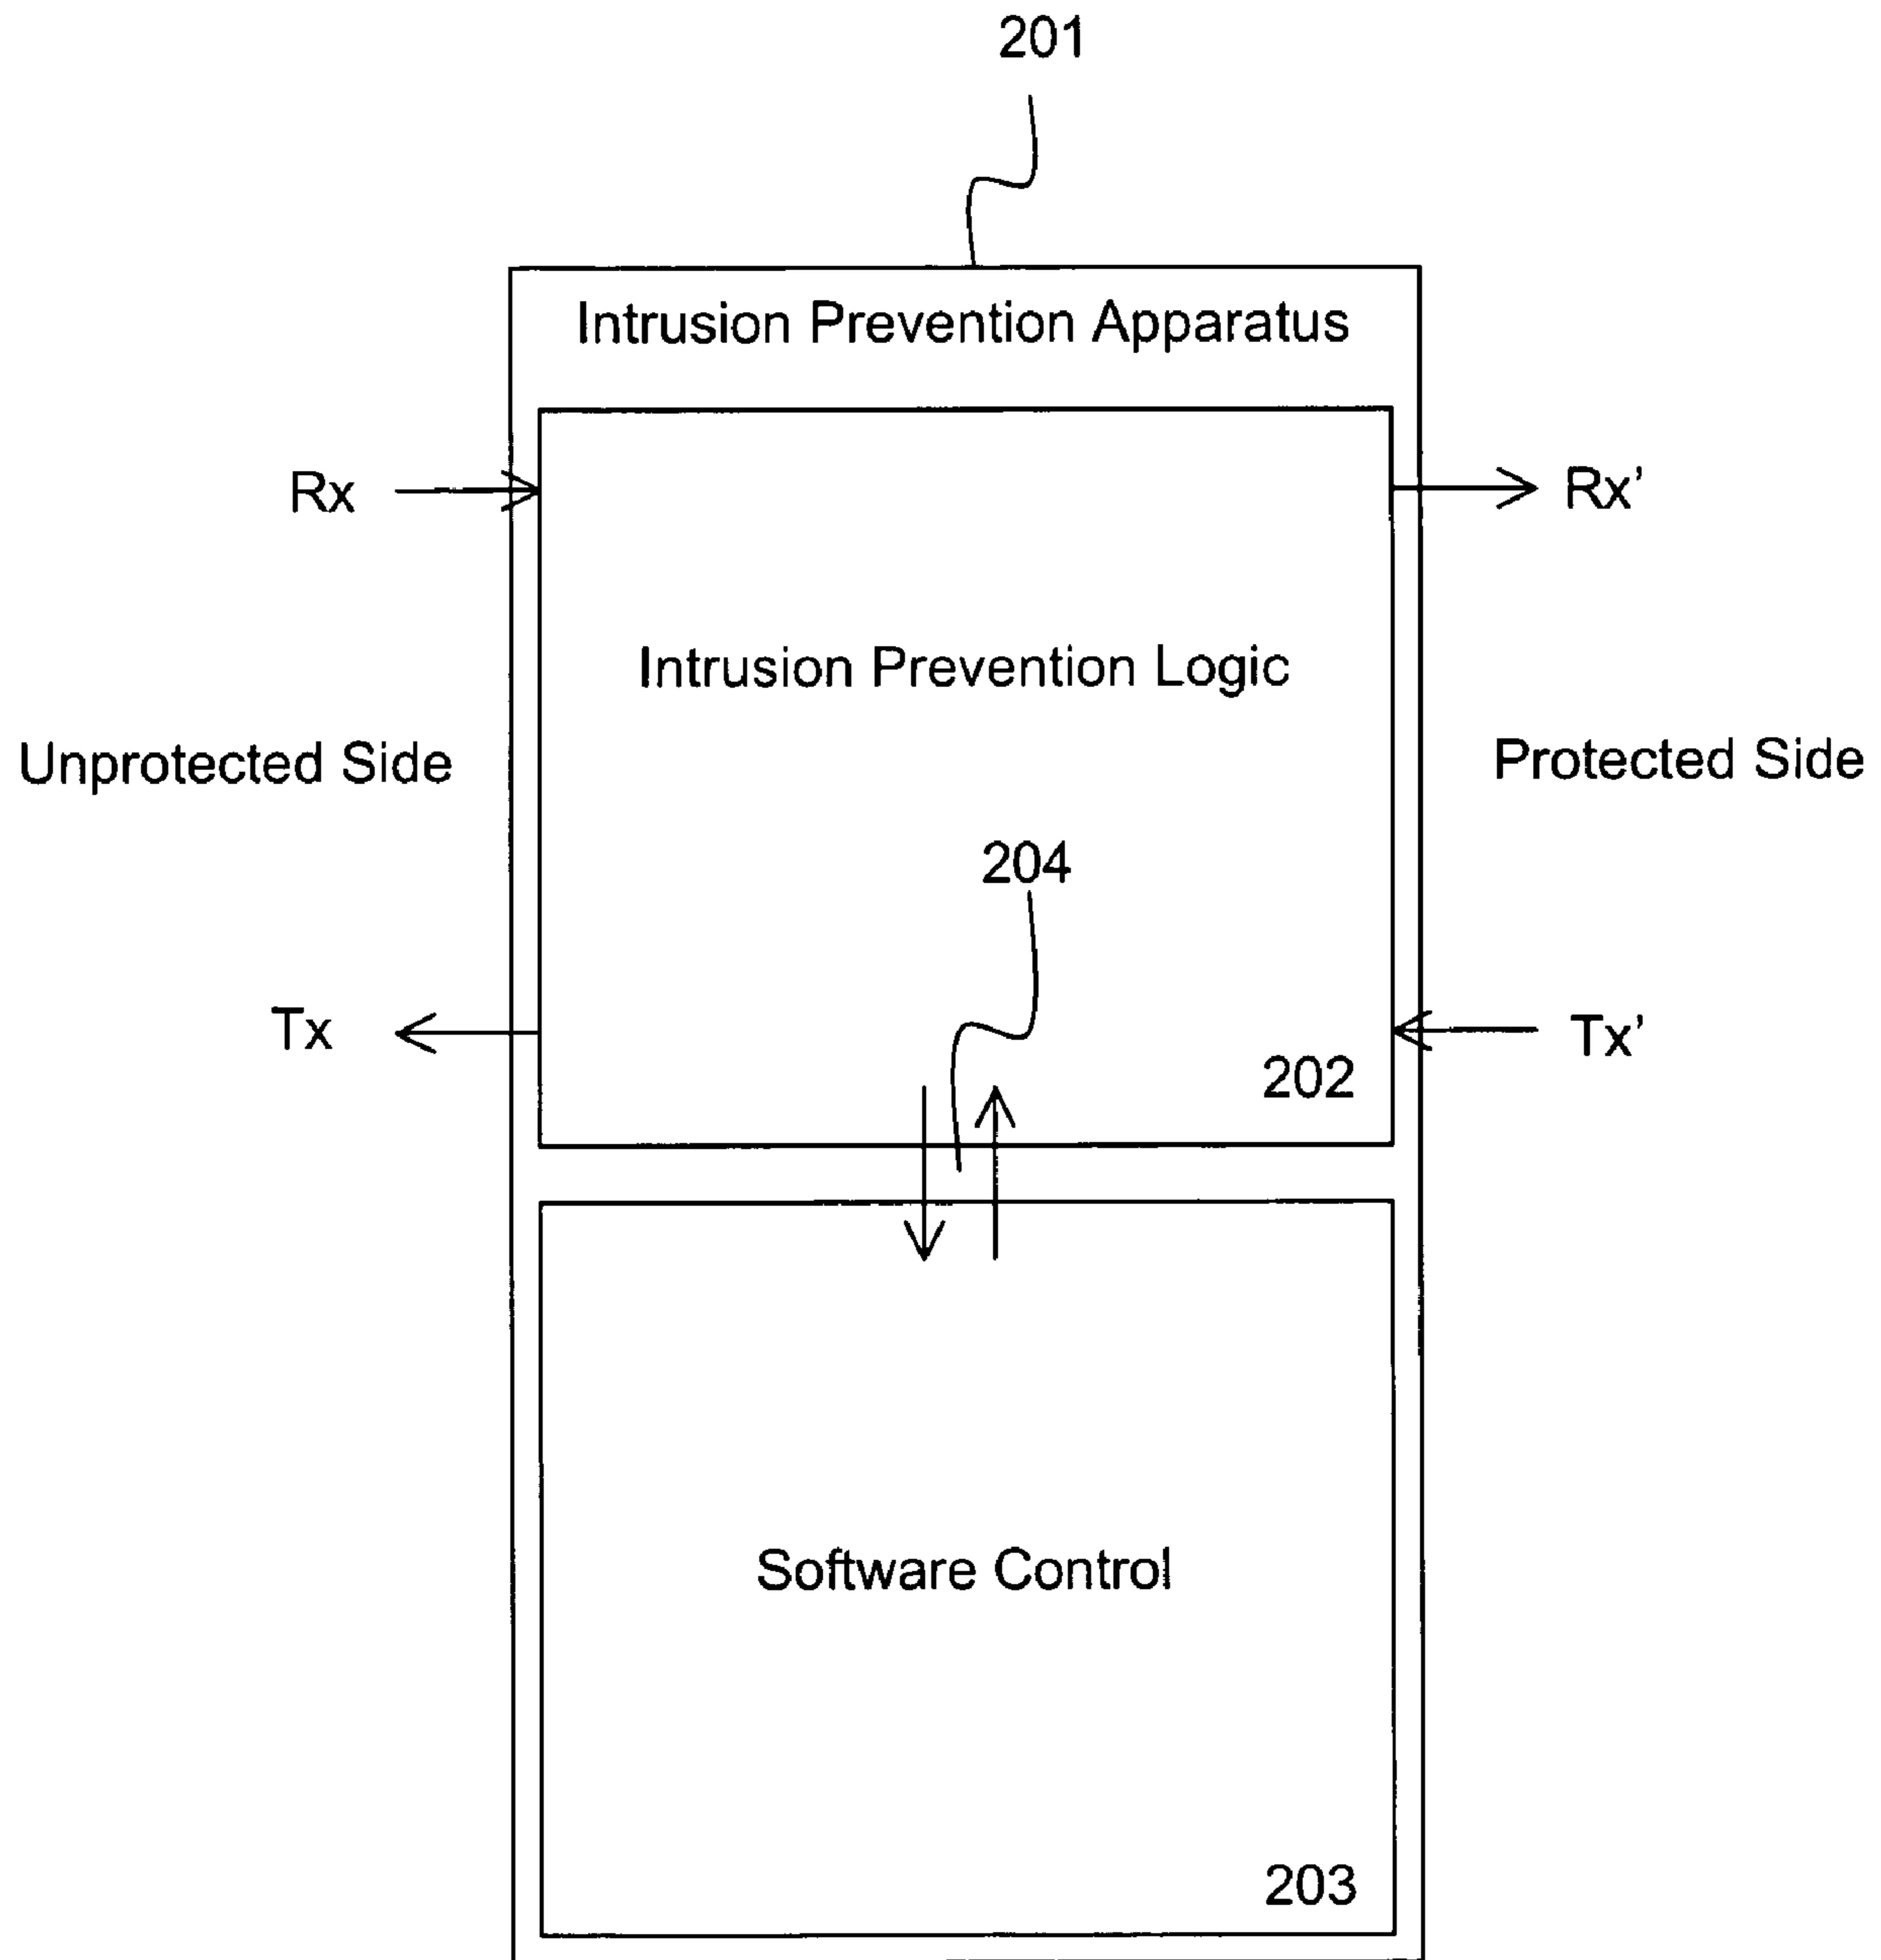 201
Intrusion Prevention Apparatus
Rx
Rx'
Intrusion Prevention Logic
Unprotected Side
Protected Side
204
Tx
Tx'
202
Software Control
203